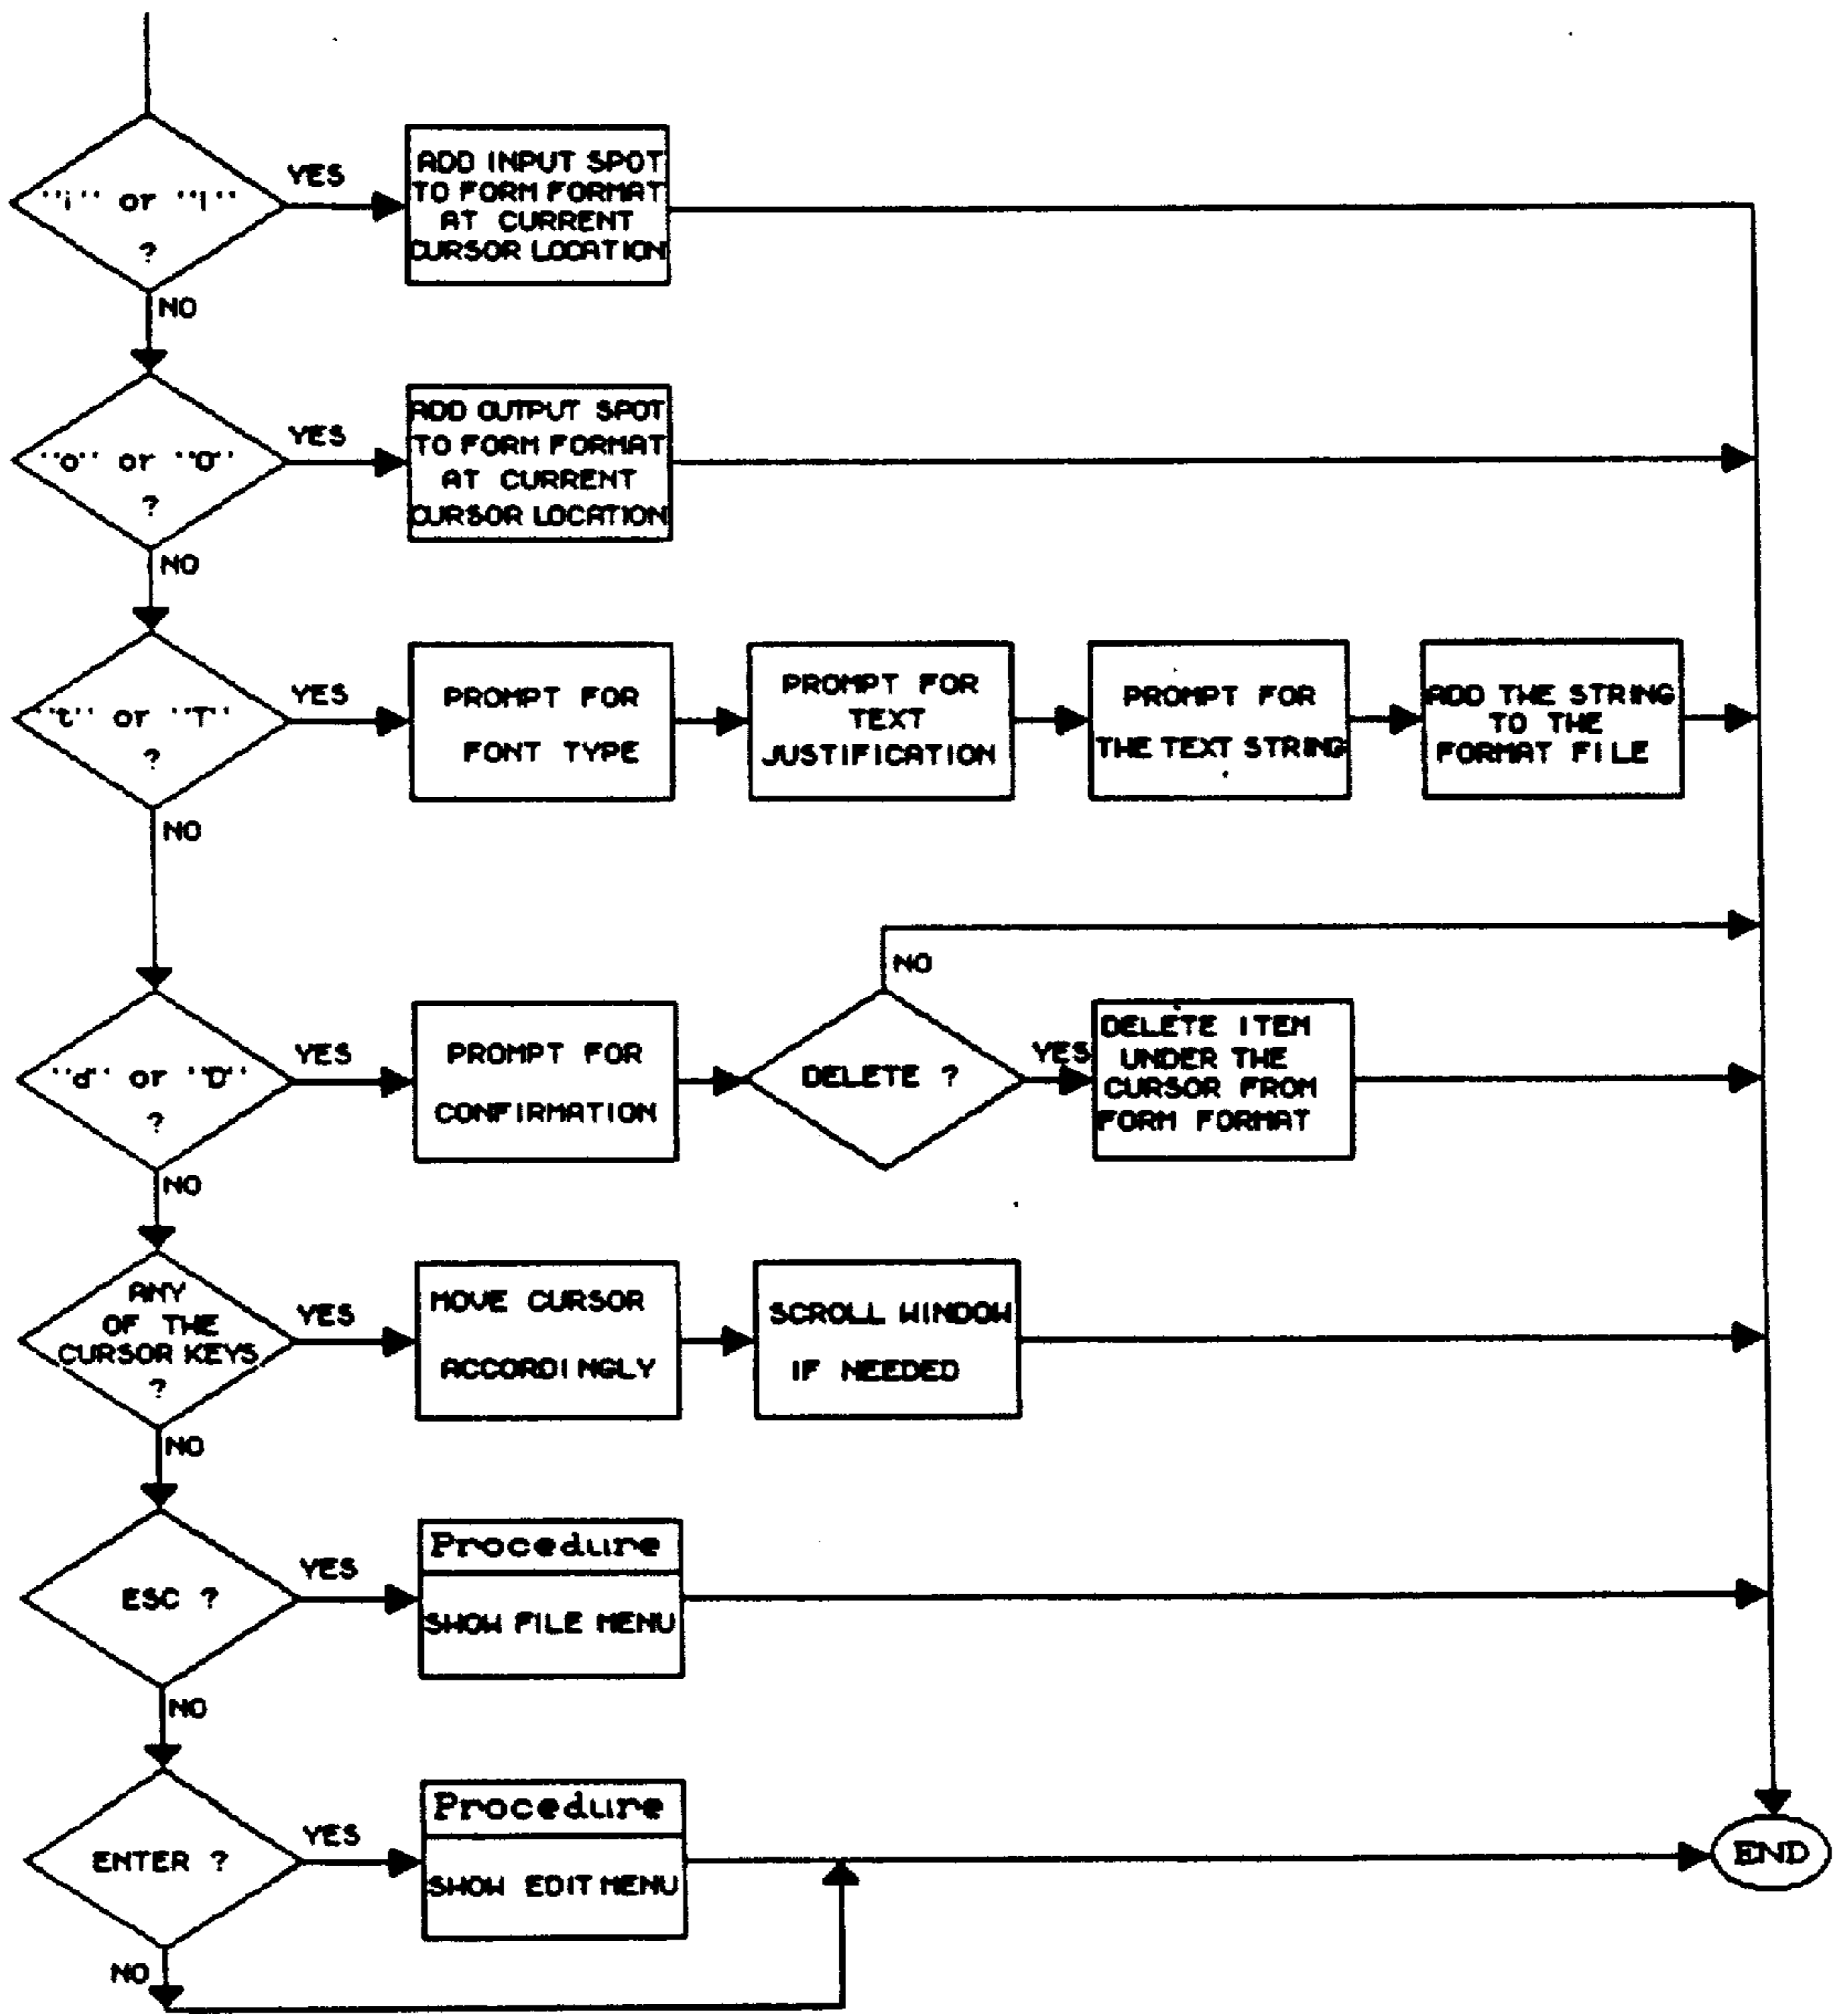 "i" or "I"
?
YES
ADD INPUT SPOT
TO FORM FORMAT
AT CURRENT
CURSOR LOCATION
NO
"o" or "O"
?
YES
ADD OUTPUT SPOT
TO FORM FORMAT
AT CURRENT
CURSOR LOCATION
NO
"t" or "T"
?
YES
PROMPT FOR
FONT TYPE
PROMPT FOR
TEXT
JUSTIFICATION
PROMPT FOR
THE TEXT STRING
ADD THE STRING
TO THE
FORMAT FILE
NO
"d" or "D"
?
YES
PROMPT FOR
CONFIRMATION
DELETE ?
NO
YES
DELETE ITEM
UNDER THE
CURSOR FROM
FORM FORMAT
NO
ANY
OF THE
CURSOR KEYS
?
YES
MOVE CURSOR
ACCORDINGLY
SCROLL WINDOW
IF NEEDED
NO
ESC ?
YES
Procedure
SHOW FILE MENU
NO
ENTER ?
YES
Procedure
SHOW EDIT MENU
END
NO